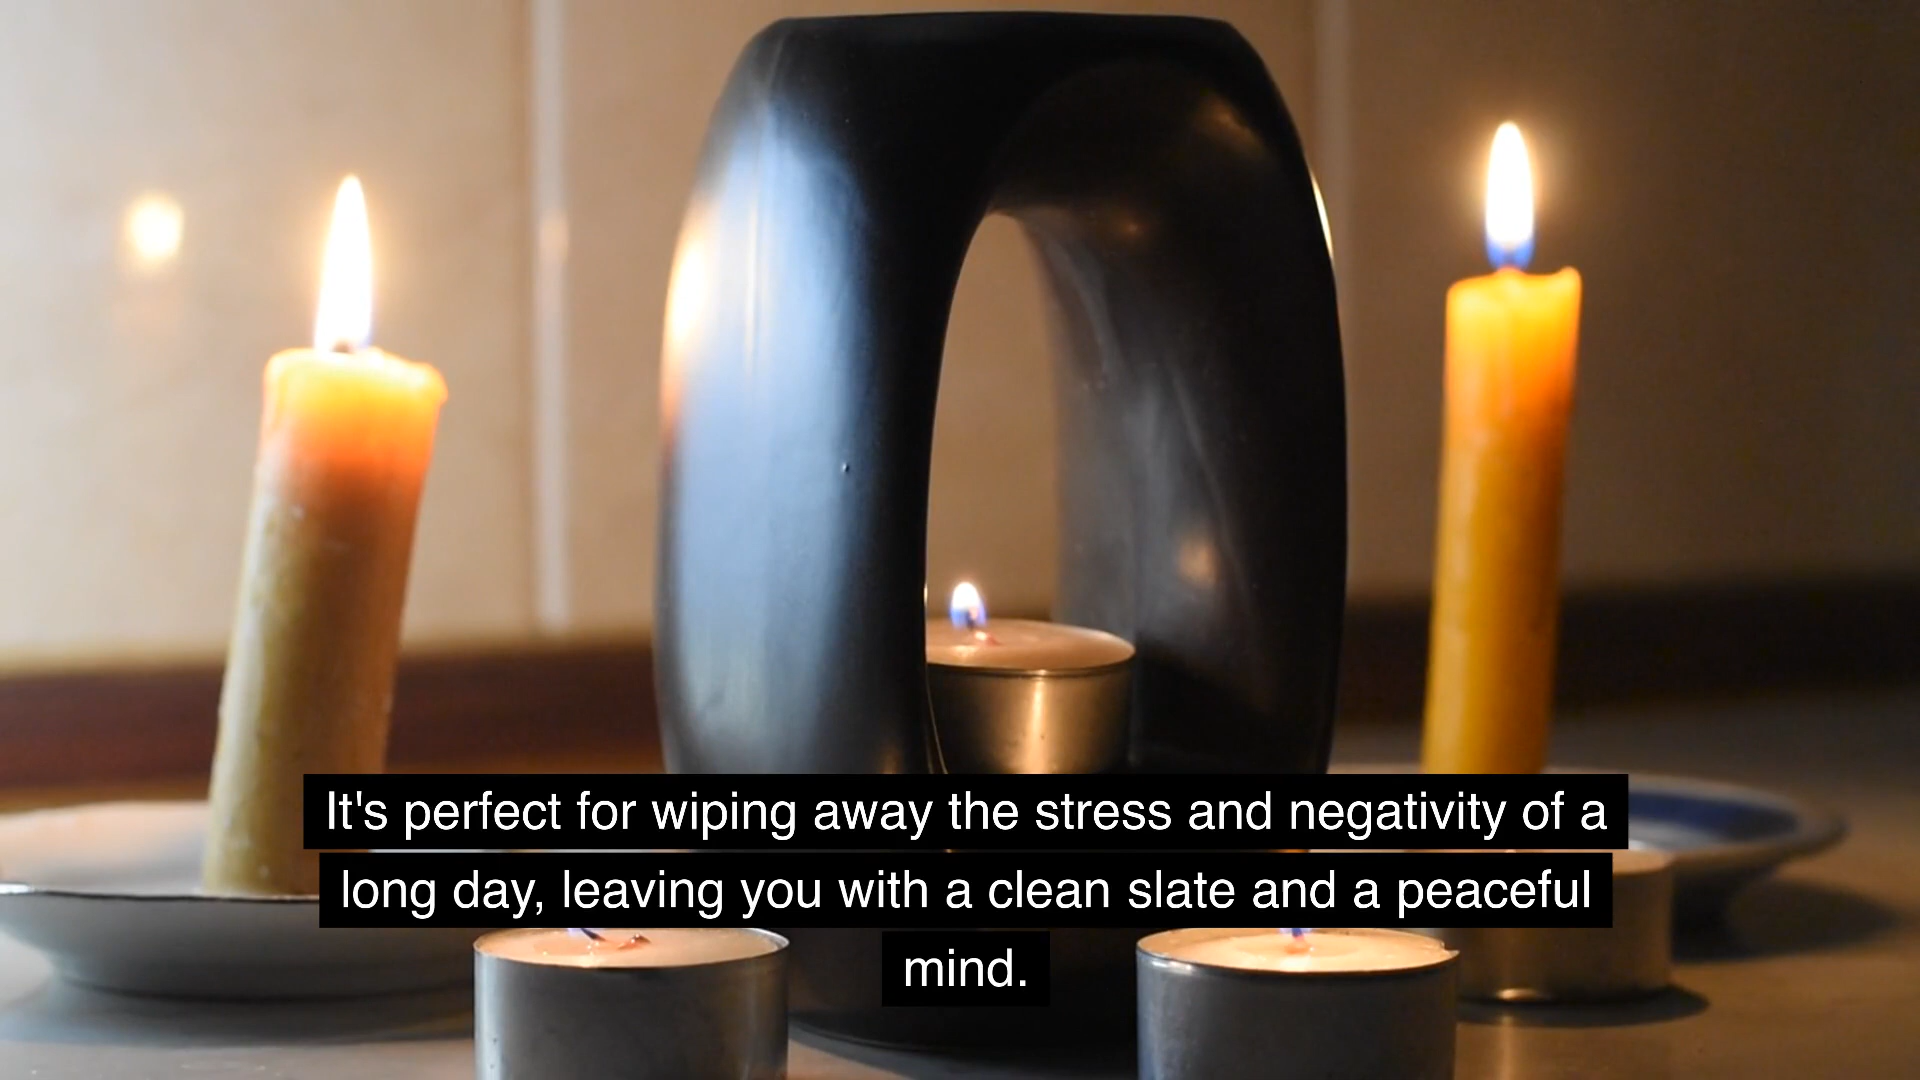 It's perfect for wiping away the stress and negativity of a
long day, leaving you with a clean slate and a peaceful
mind.